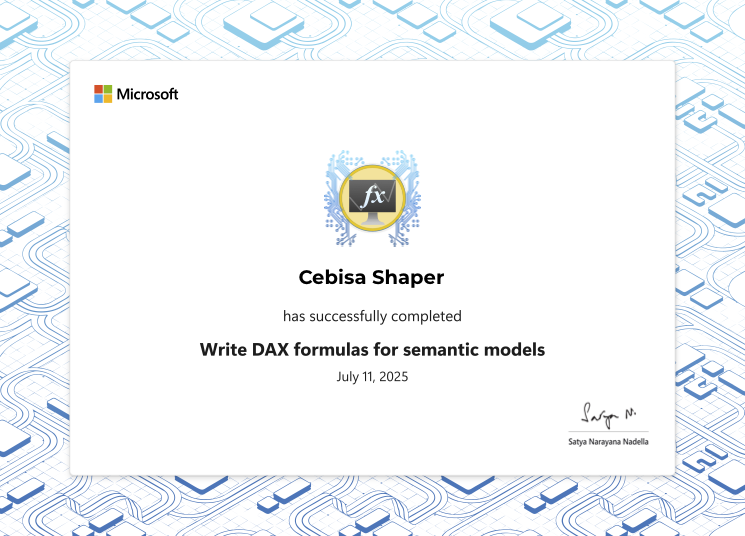 Microsoft
fx
Cebisa Shaper
has successfully completed
Write DAX formulas for semantic models
July 11, 2025
Satya N.
Satya Narayana Nadella